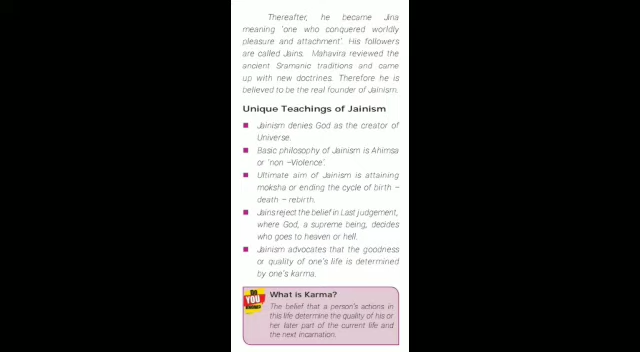 Thereafter, he became Jina
meaning 'one who conquered worldly
pleasure and attachment'. His followers
are called Jains. Mahavira reviewed the
ancient Sramanic traditions and came
up with new doctrines. Therefore he is
believed to be the real founder of Jainism.
Unique Teachings of Jainism
■ Jainism denies God as the creator of
Universe.
■ Basic philosophy of Jainism is Ahimsa
or 'non –Violence'.
■ Ultimate aim of Jainism is attaining
moksha or ending the cycle of birth –
death – rebirth.
■ Jains reject the belief in Last judgement,
where God, a supreme being, decides
who goes to heaven or hell.
■ Jainism advocates that the goodness
or quality of one's life is determined
by one's karma.
DO
YOU
KNOW
What is Karma?
The belief that a person's actions in
this life determine the quality of his or
her later part of the current life and
the next incarnation.